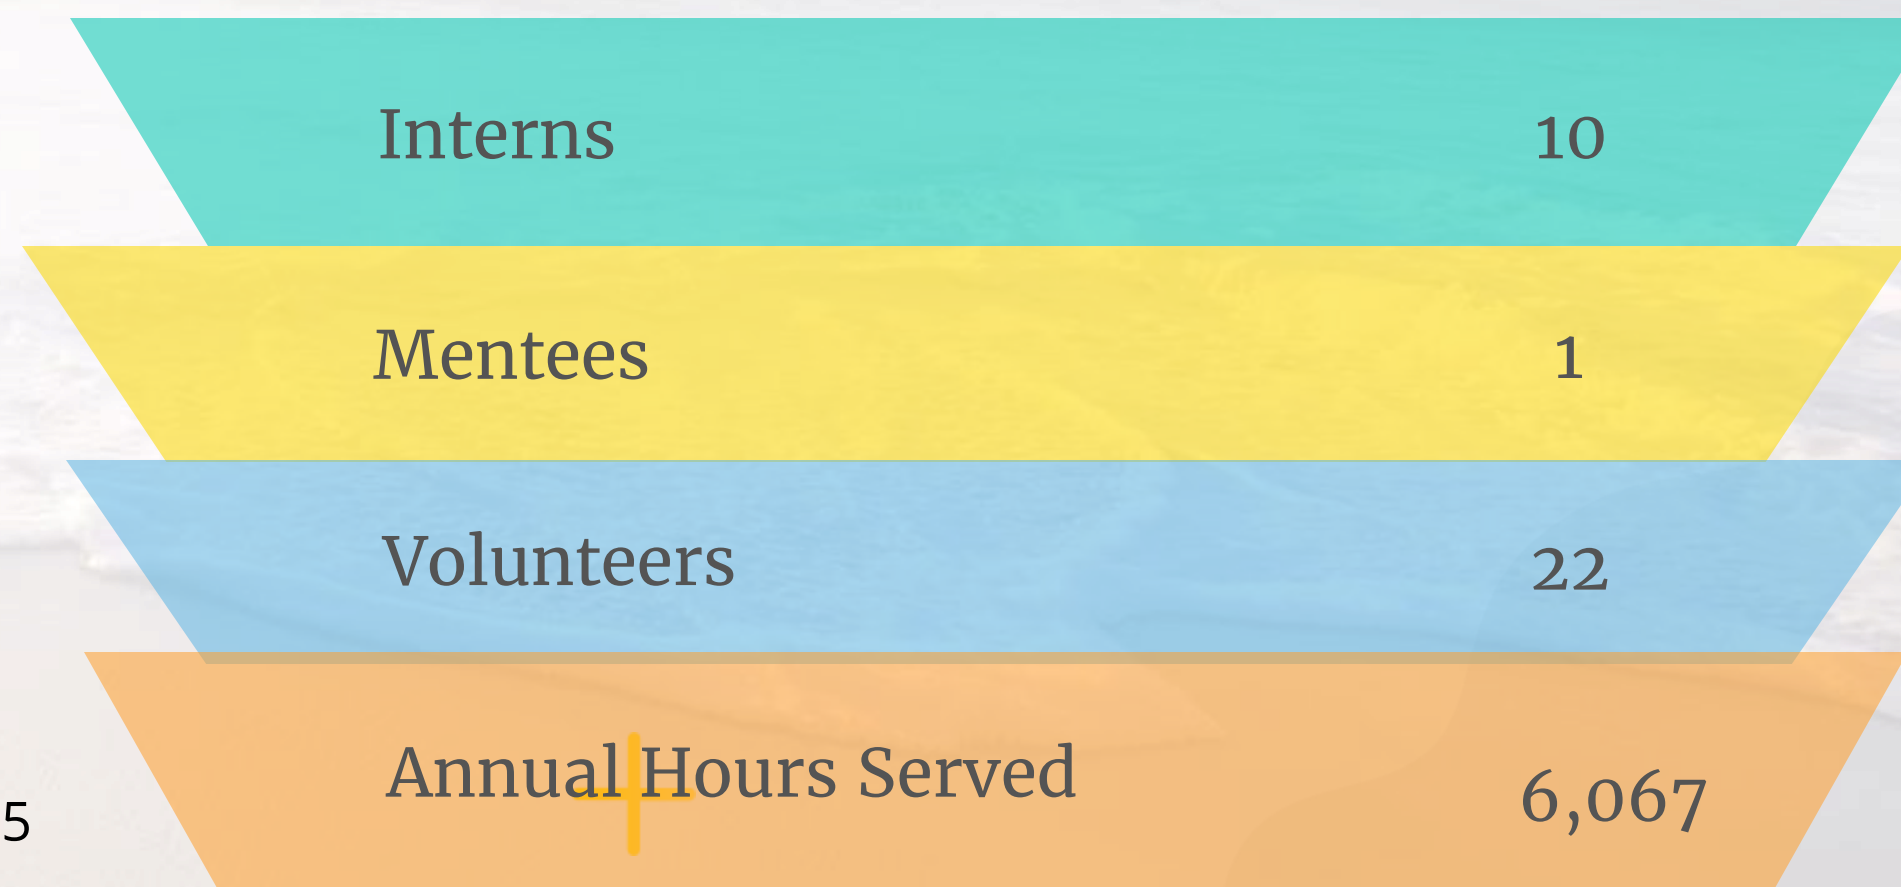 Interns 10
Mentees 1
Volunteers 22
Annual Hours Served 6,067
5